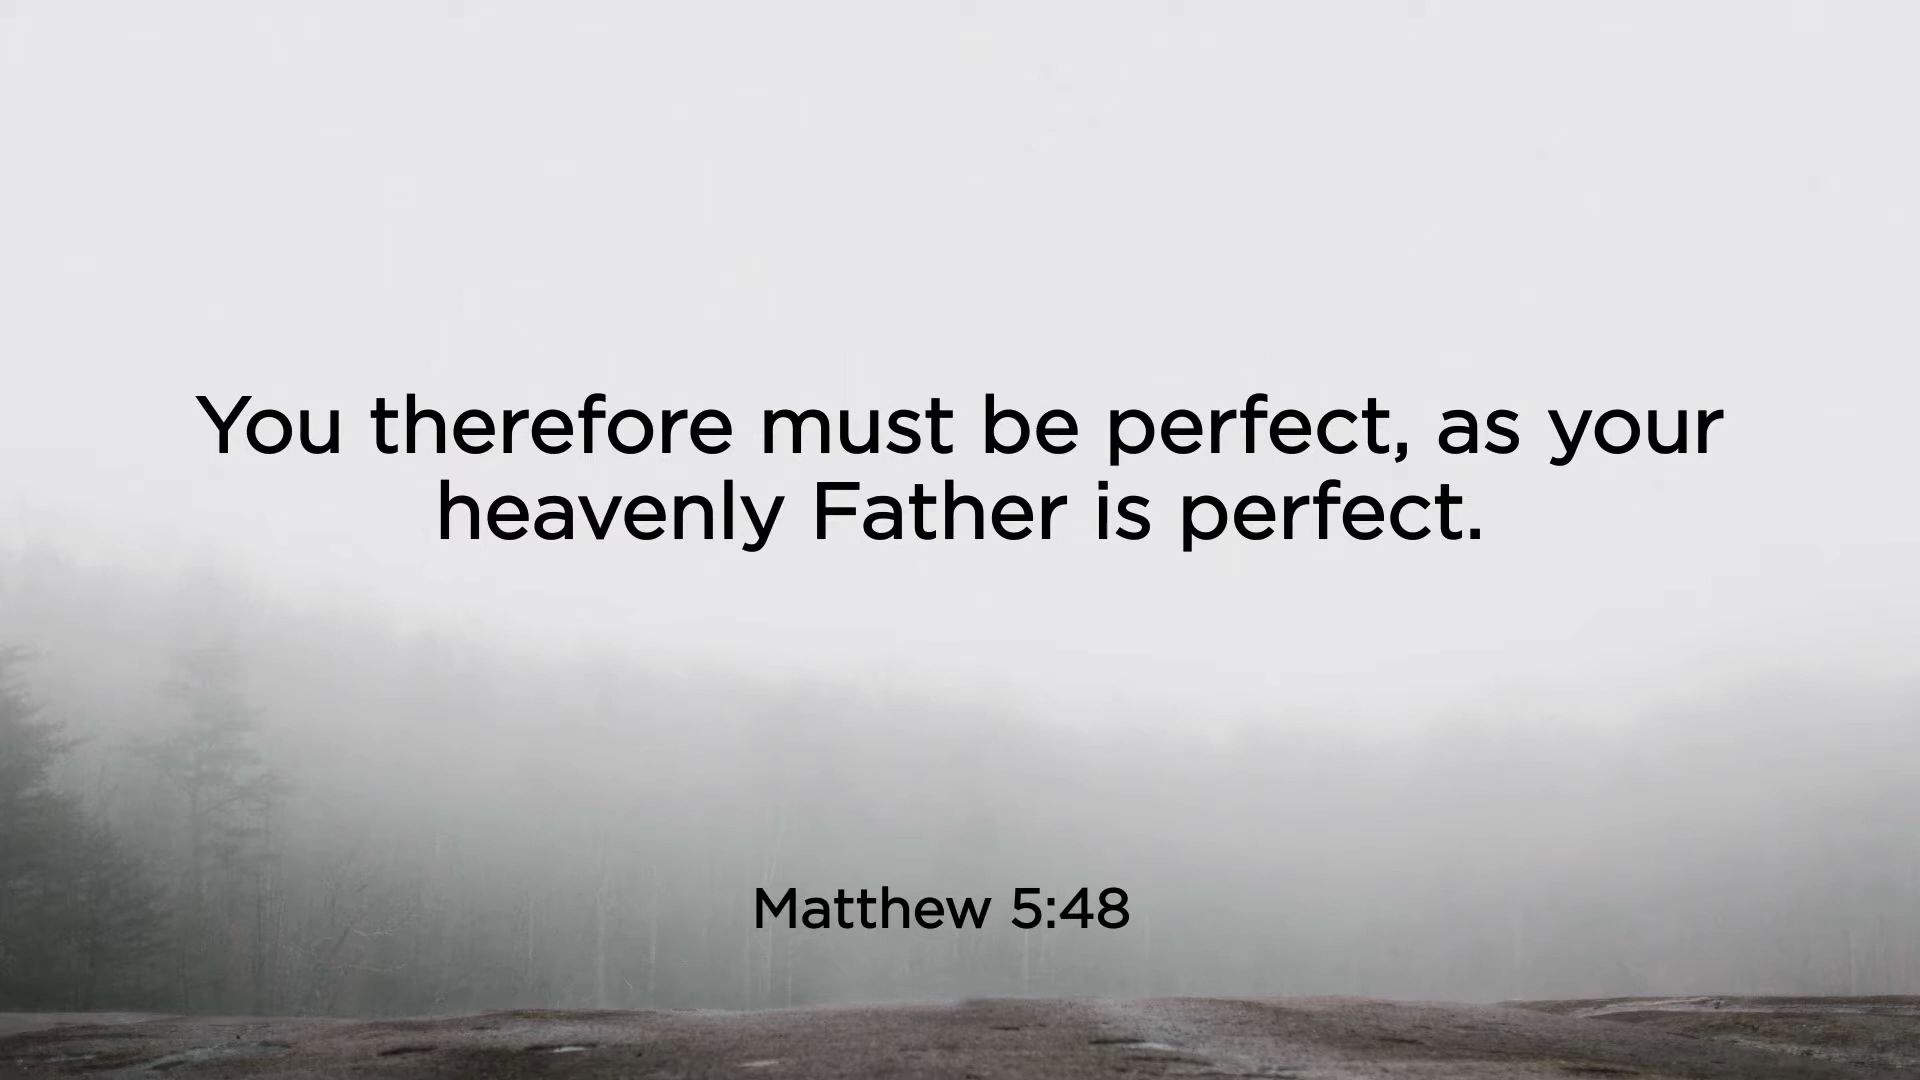 You therefore must be perfect, as your
heavenly Father is perfect.
Matthew 5:48